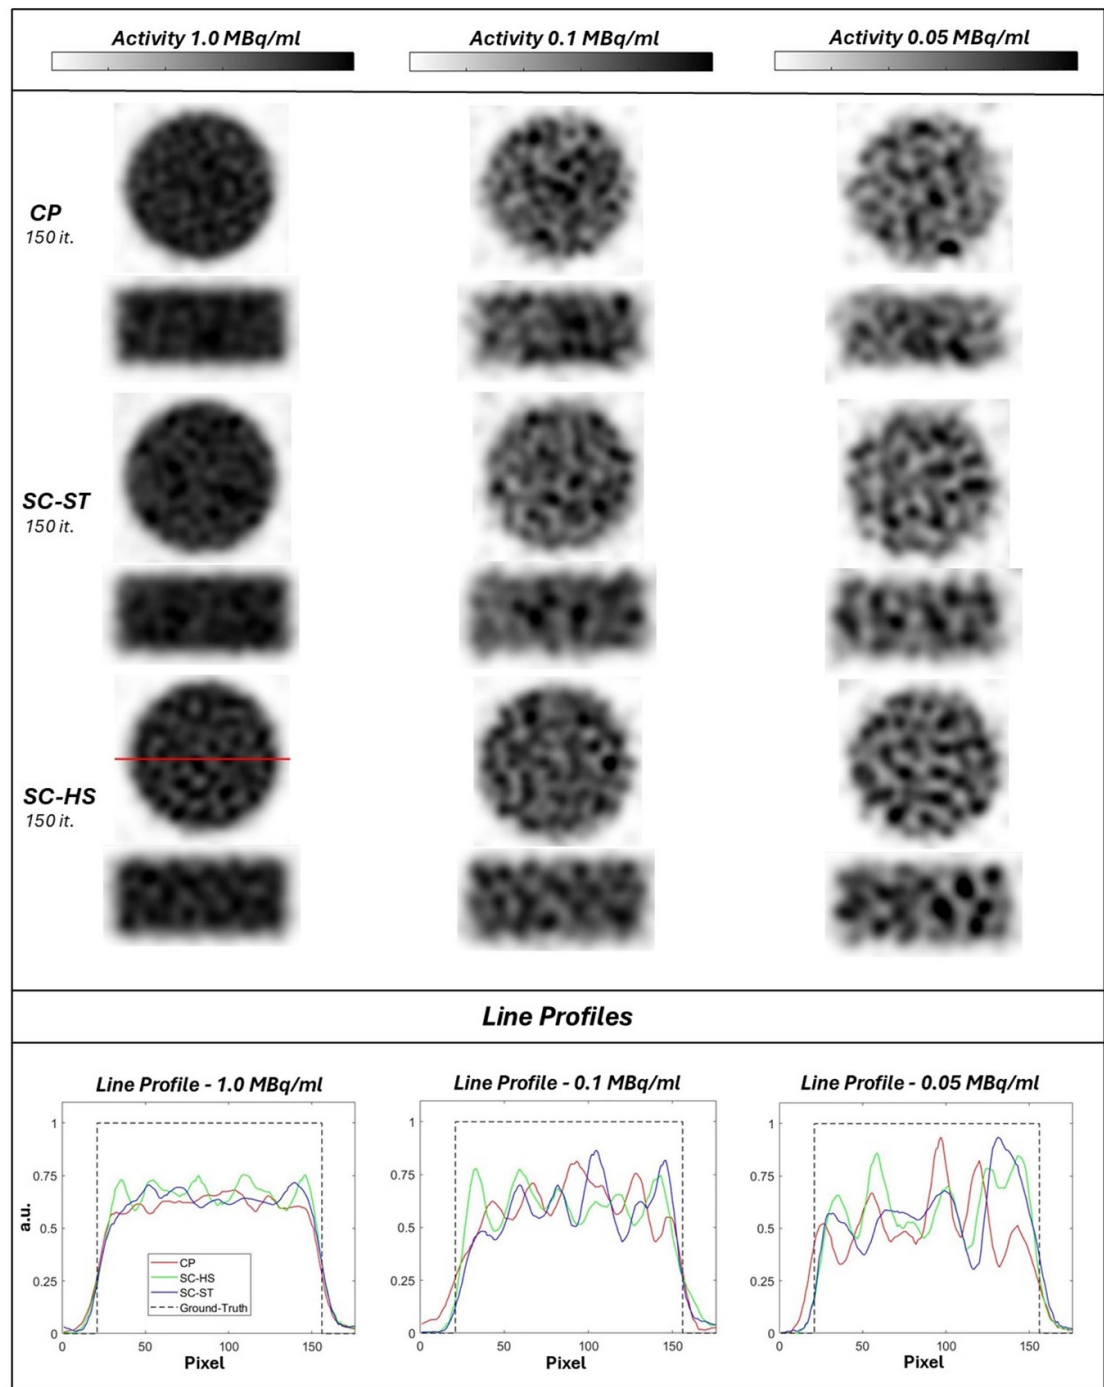 Activity 1.0 MBq/ml
Activity 0.1 MBq/ml
Activity 0.05 MBq/ml
CP
150 it.
SC-ST
150 it.
SC-HS
150 it.
Line Profiles
Line Profile - 1.0 MBq/ml
Line Profile - 0.1 MBq/ml
Line Profile - 0.05 MBq/ml
a.u.
1
0.75
0.5
0.25
0
0
50
100
150
Pixel
CP
SC-HS
SC-ST
Ground-Truth
1
0.75
0.5
0.25
0
0
50
100
150
Pixel
1
0.75
0.5
0.25
0
0
50
100
150
Pixel